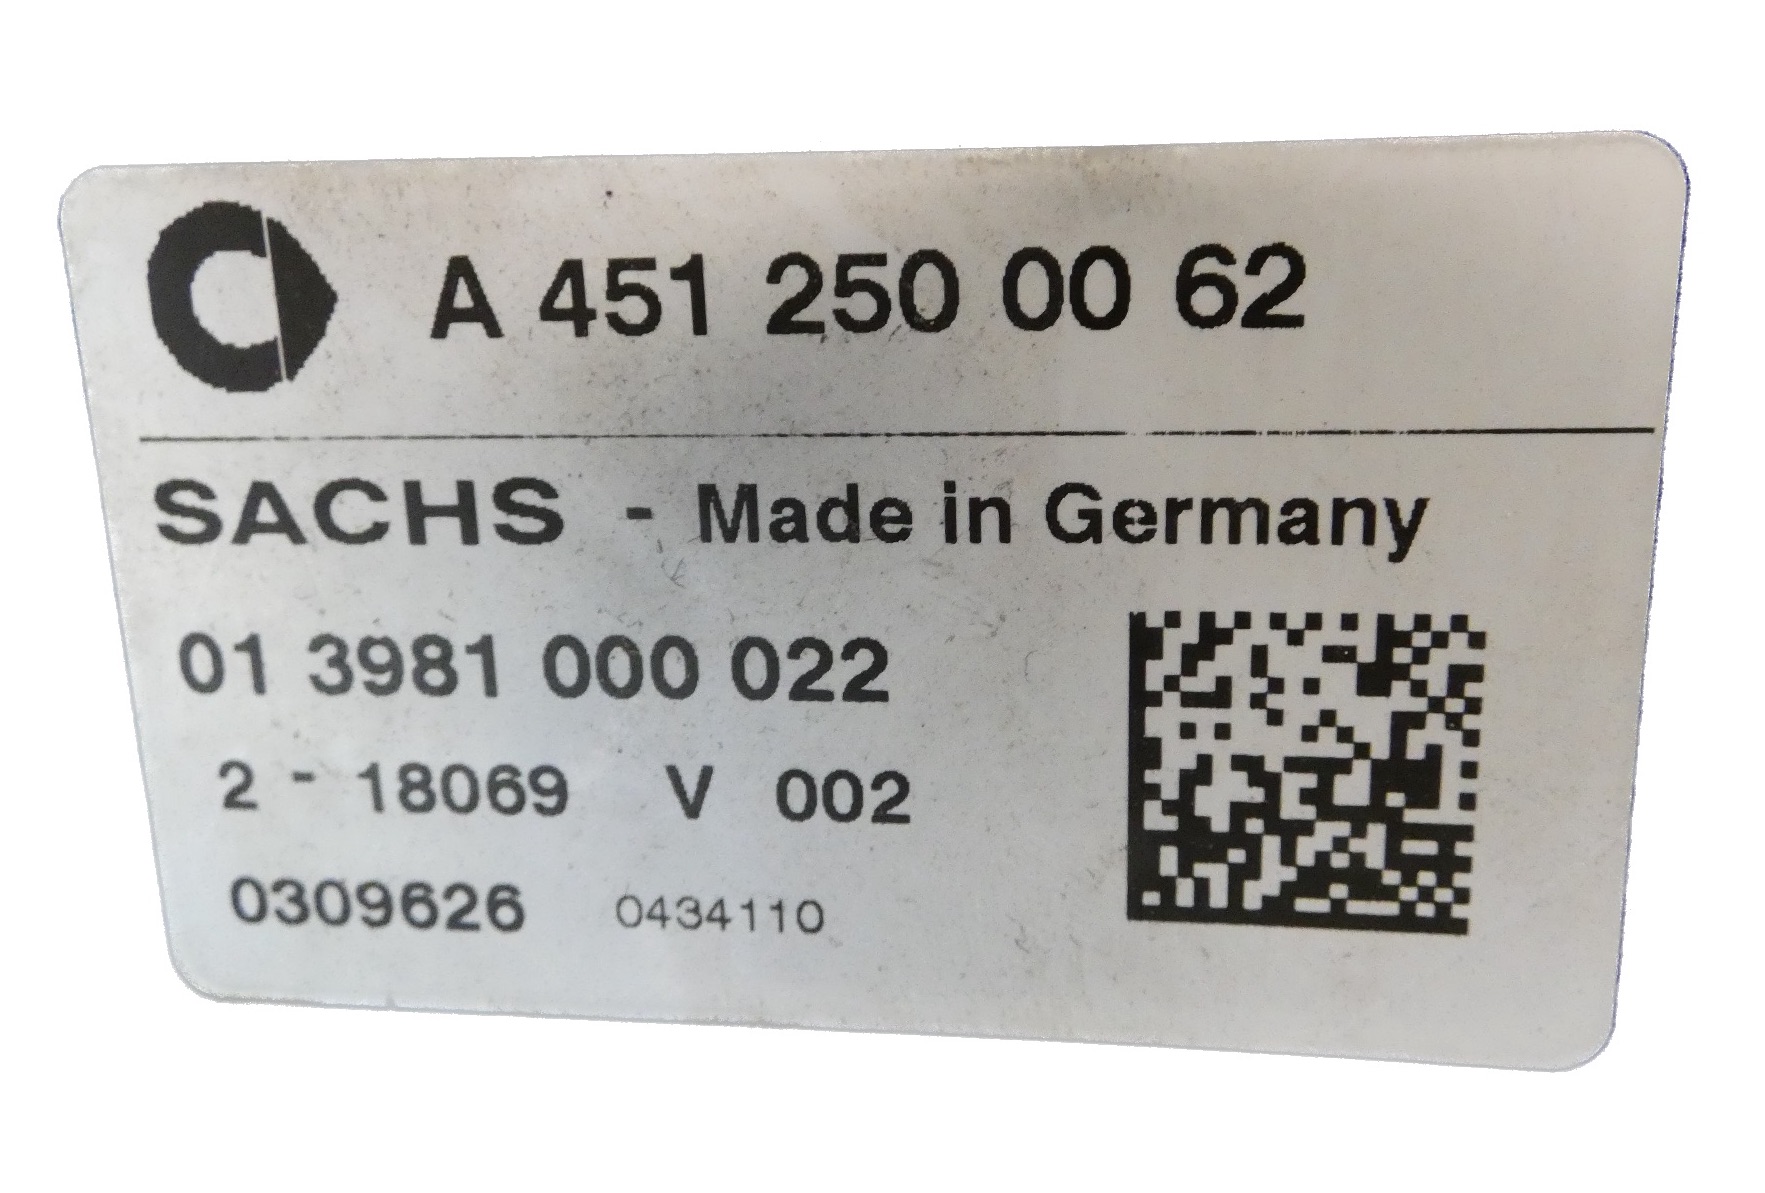 A 451 250 00 62
SACHS - Made in Germany
01 3981 000 022
2 - 18069 V 002
0309626 0434110